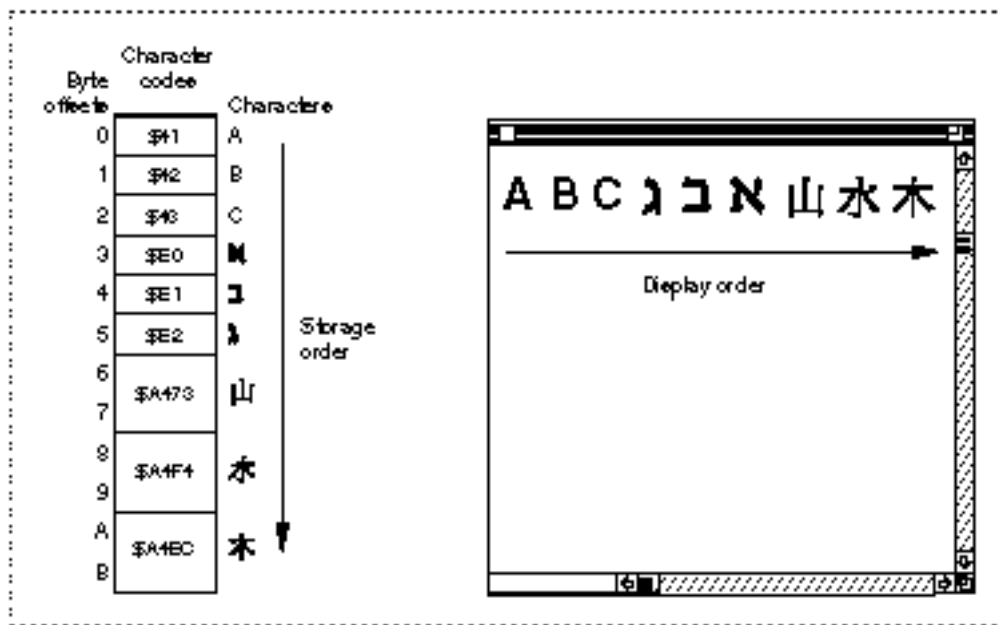 Character
codes
Byte
offsets
Characters
0 $41 A
1 $42 B
2 $43 C
3 $E0 א
4 $E1 ב
5 $E2 ג
6
7
$A473 山
8
9
$A4F4 水
A
B
$A4EC 木
Storage
order
A B C ג ב א 山 水 木
Display order